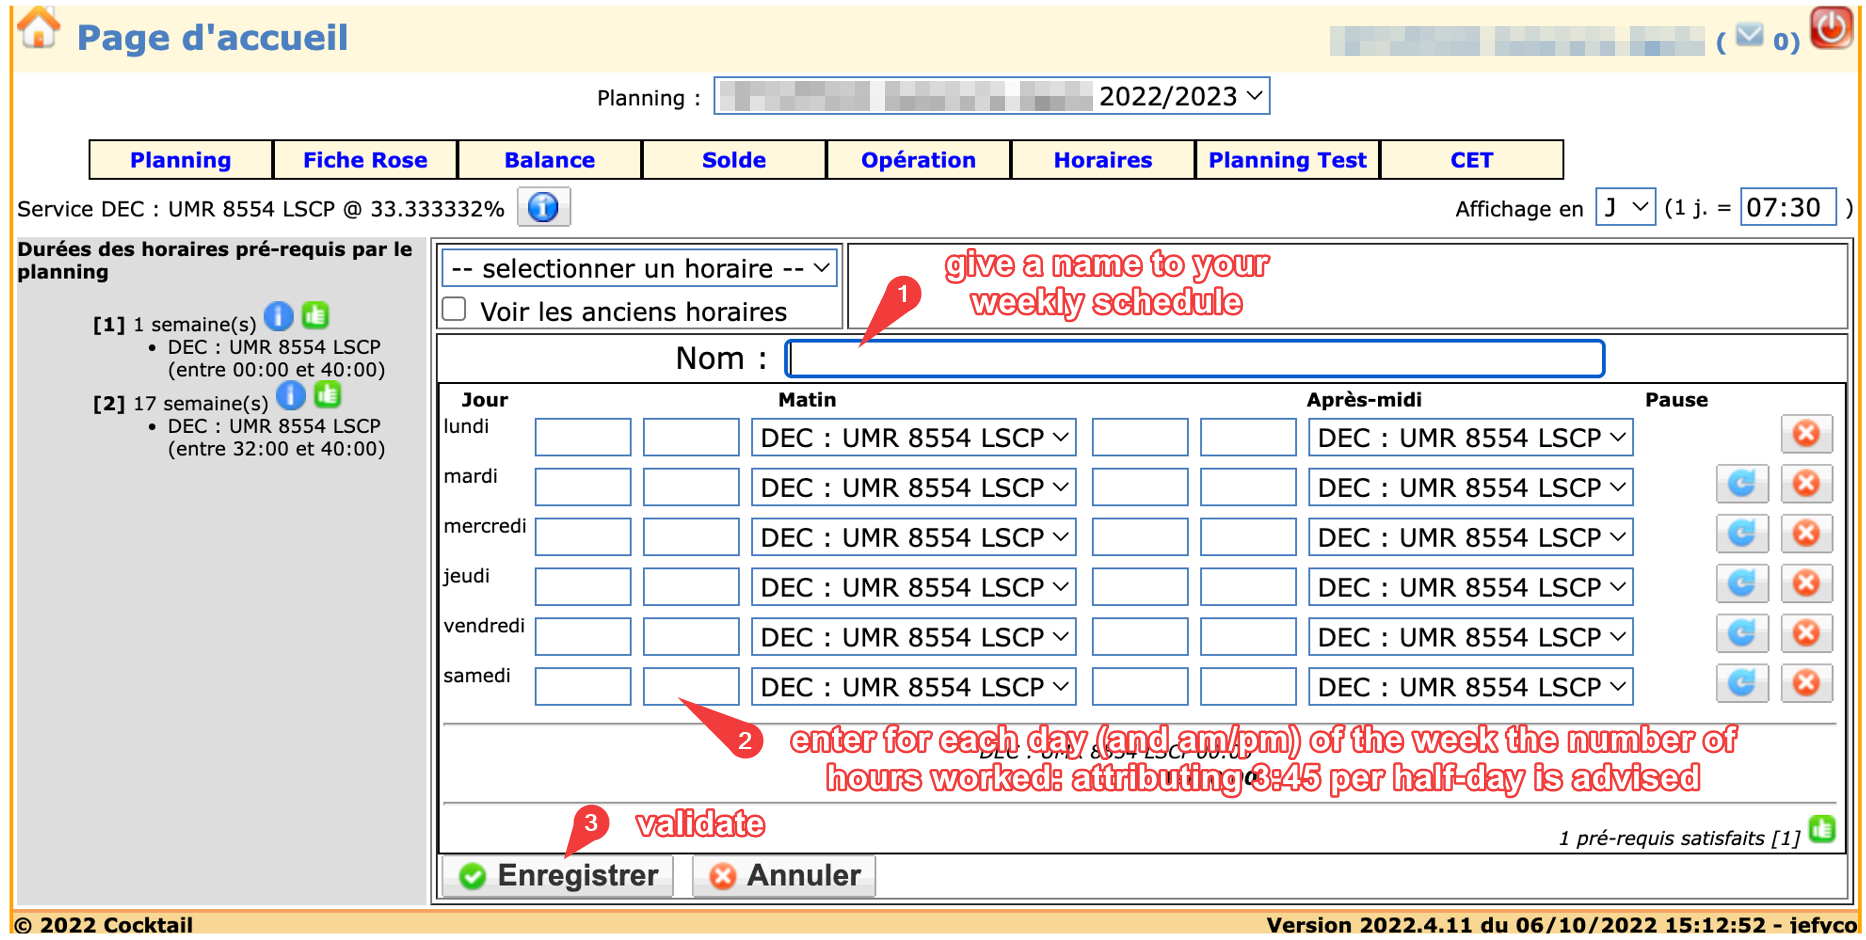 Page d'accueil
( 0)
Planning : 2022/2023
Planning Fiche Rose Balance Solde Opération Horaires Planning Test CET
Service DEC : UMR 8554 LSCP @ 33.333332%
Affichage en J (1 j. = 07:30 )
Durées des horaires pré-requis par le
planning
[1] 1 semaine(s)
• DEC : UMR 8554 LSCP
(entre 00:00 et 40:00)
[2] 17 semaine(s)
• DEC : UMR 8554 LSCP
(entre 32:00 et 40:00)
-- selectionner un horaire --
Voir les anciens horaires
1
give a name to your
weekly schedule
Nom :
Jour Matin Après-midi Pause
lundi DEC : UMR 8554 LSCP DEC : UMR 8554 LSCP
mardi DEC : UMR 8554 LSCP DEC : UMR 8554 LSCP
mercredi DEC : UMR 8554 LSCP DEC : UMR 8554 LSCP
jeudi DEC : UMR 8554 LSCP DEC : UMR 8554 LSCP
vendredi DEC : UMR 8554 LSCP DEC : UMR 8554 LSCP
samedi DEC : UMR 8554 LSCP DEC : UMR 8554 LSCP
2
enter for each day (and am/pm) of the week the number of
hours worked: attributing 3:45 per half-day is advised
3
validate
1 pré-requis satisfaits [1]
Enregistrer Annuler
© 2022 Cocktail
Version 2022.4.11 du 06/10/2022 15:12:52 - jefyco